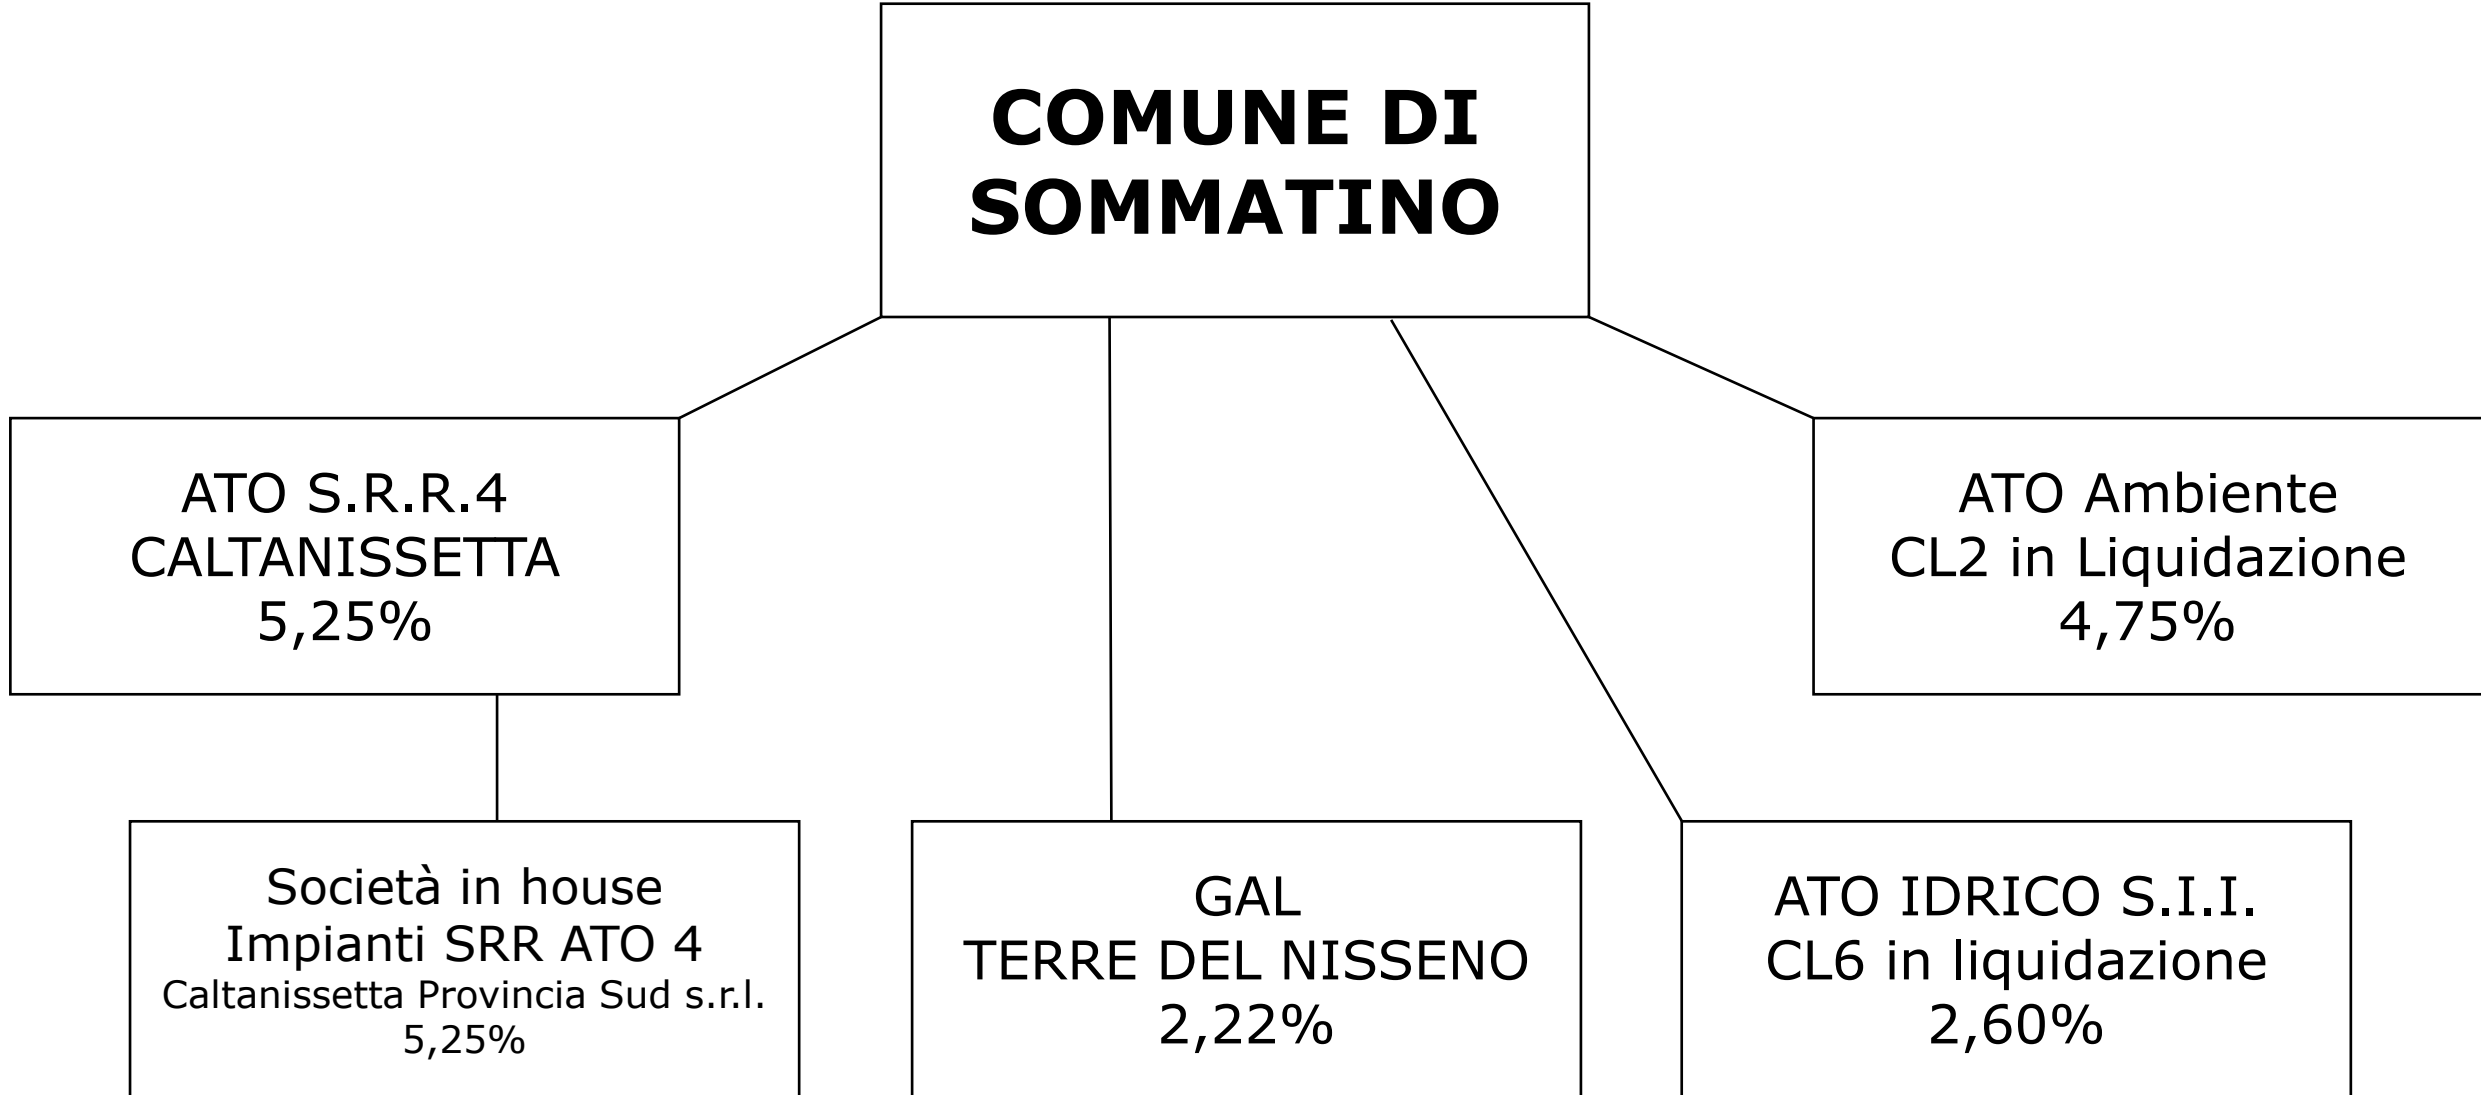 COMUNE DI
SOMMATINO
ATO S.R.R.4
CALTANISSETTA
5,25%
ATO Ambiente
CL2 in Liquidazione
4,75%
Società in house
Impianti SRR ATO 4
Caltanissetta Provincia Sud s.r.l.
5,25%
GAL
TERRE DEL NISSENO
2,22%
ATO IDRICO S.I.I.
CL6 in liquidazione
2,60%